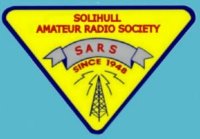 SOLIHULL
AMATEUR RADIO SOCIETY
SARS
SINCE 1948